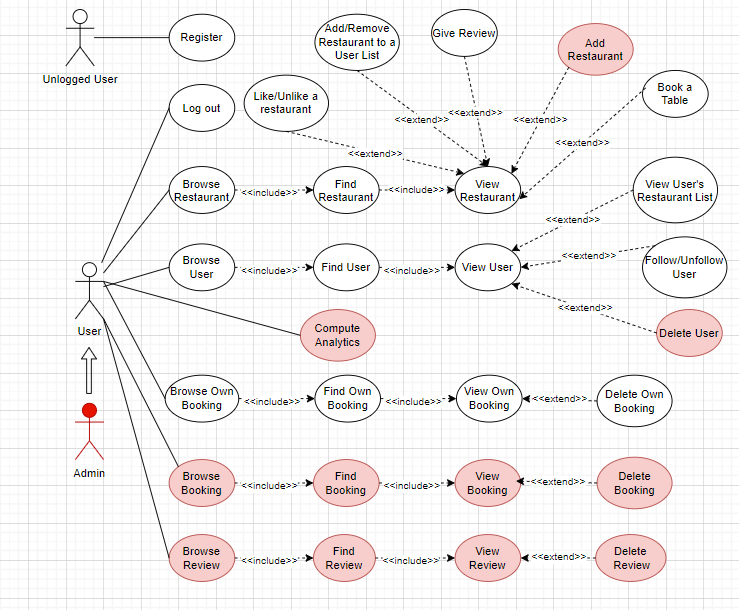 Unlogged User
Register
Add/Remove
Restaurant to a
User List
Give Review
Add
Restaurant
Book a
Table
Log out
Like/Unlike a
restaurant
<<extend>>
<<extend>>
<<extend>>
<<extend>>
<<extend>>
Browse
Restaurant
<<include>>
Find
Restaurant
<<include>>
View
Restaurant
View User's
Restaurant List
<<extend>>
Browse
User
<<include>>
Find User
<<include>>
View User
<<extend>>
Follow/Unfollow
User
<<extend>>
Delete User
User
Compute
Analytics
Browse Own
Booking
<<include>>
Find Own
Booking
<<include>>
View Own
Booking
<<extend>>
Delete Own
Booking
Admin
Browse
Booking
<<include>>
Find
Booking
<<include>>
View
Booking
<<extend>>
Delete
Booking
Browse
Review
<<include>>
Find
Review
<<include>>
View
Review
<<extend>>
Delete
Review